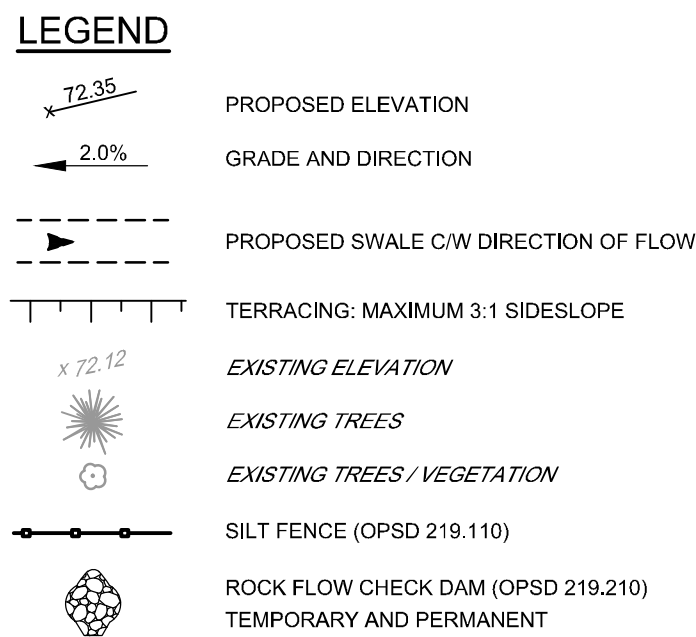 LEGEND
x 72.35 PROPOSED ELEVATION
2.0% GRADE AND DIRECTION
PROPOSED SWALE C/W DIRECTION OF FLOW
TERRACING: MAXIMUM 3:1 SIDESLOPE
x 72.12 EXISTING ELEVATION
EXISTING TREES
EXISTING TREES / VEGETATION
SILT FENCE (OPSD 219.110)
ROCK FLOW CHECK DAM (OPSD 219.210)
TEMPORARY AND PERMANENT